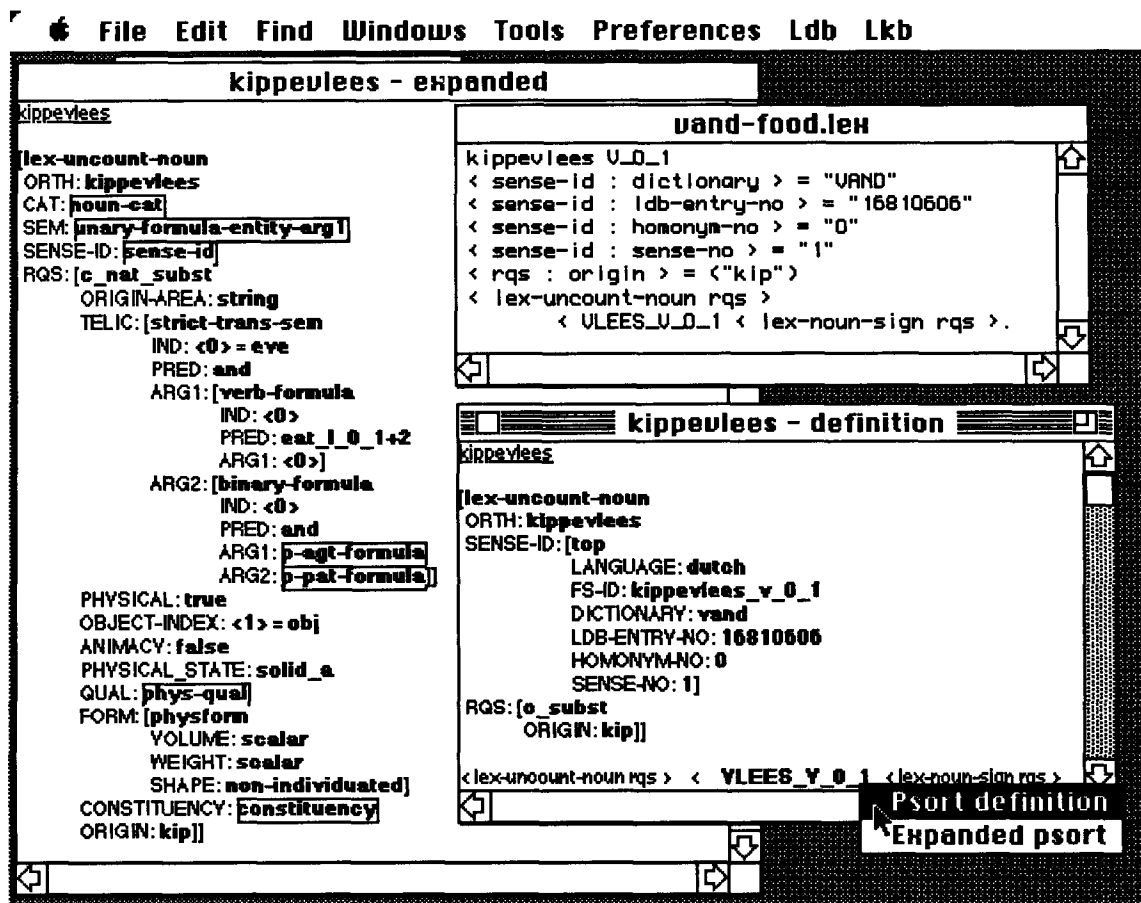 File Edit Find Windows Tools Preferences Ldb Lkb
kippevlees - expanded
kippevlees
[lex-uncount-noun
ORTH: kippevlees
CAT: noun-cat
SEM: unary-formula-entity-arg1
SENSE-ID: sense-id
RQS: [c_nat_subst
ORIGIN-AREA: string
TELIC: [strict-trans-sem
IND: <0> = eve
PRED: and
ARG1: [verb-formula
IND: <0>
PRED: eat_l_0_1+2
ARG1: <0>]
ARG2: [binary-formula
IND: <0>
PRED: and
ARG1: p-agt-formula
ARG2: p-pat-formula]]
PHYSICAL: true
OBJECT-INDEX: <1> = obj
ANIMACY: false
PHYSICAL_STATE: solid_a
QUAL: phys-qual
FORM: [physform
VOLUME: scalar
WEIGHT: scalar
SHAPE: non-individuated]
CONSTITUENCY: constituency
ORIGIN: kip]]
vand-food.lex
kippevlees V_0_1
< sense-id : dictionary > = "VAND"
< sense-id : ldb-entry-no > = "16810606"
< sense-id : homonym-no > = "0"
< sense-id : sense-no > = "1"
< rqs : origin > = ("kip")
< lex-uncount-noun rqs >
< VLEES_V_0_1 < lex-noun-sign rqs >.
kippevlees - definition
kippevlees
[lex-uncount-noun
ORTH: kippevlees
SENSE-ID: [top
LANGUAGE: dutch
FS-ID: kippevlees_v_0_1
DICTIONARY: vand
LDB-ENTRY-NO: 16810606
HOMONYM-NO: 0
SENSE-NO: 1]
RQS: [c_subst
ORIGIN: kip]]
<lex-uncount-noun rqs > < VLEES_V_0_1 <lex-noun-sign rqs >
Psort definition
Expanded psort